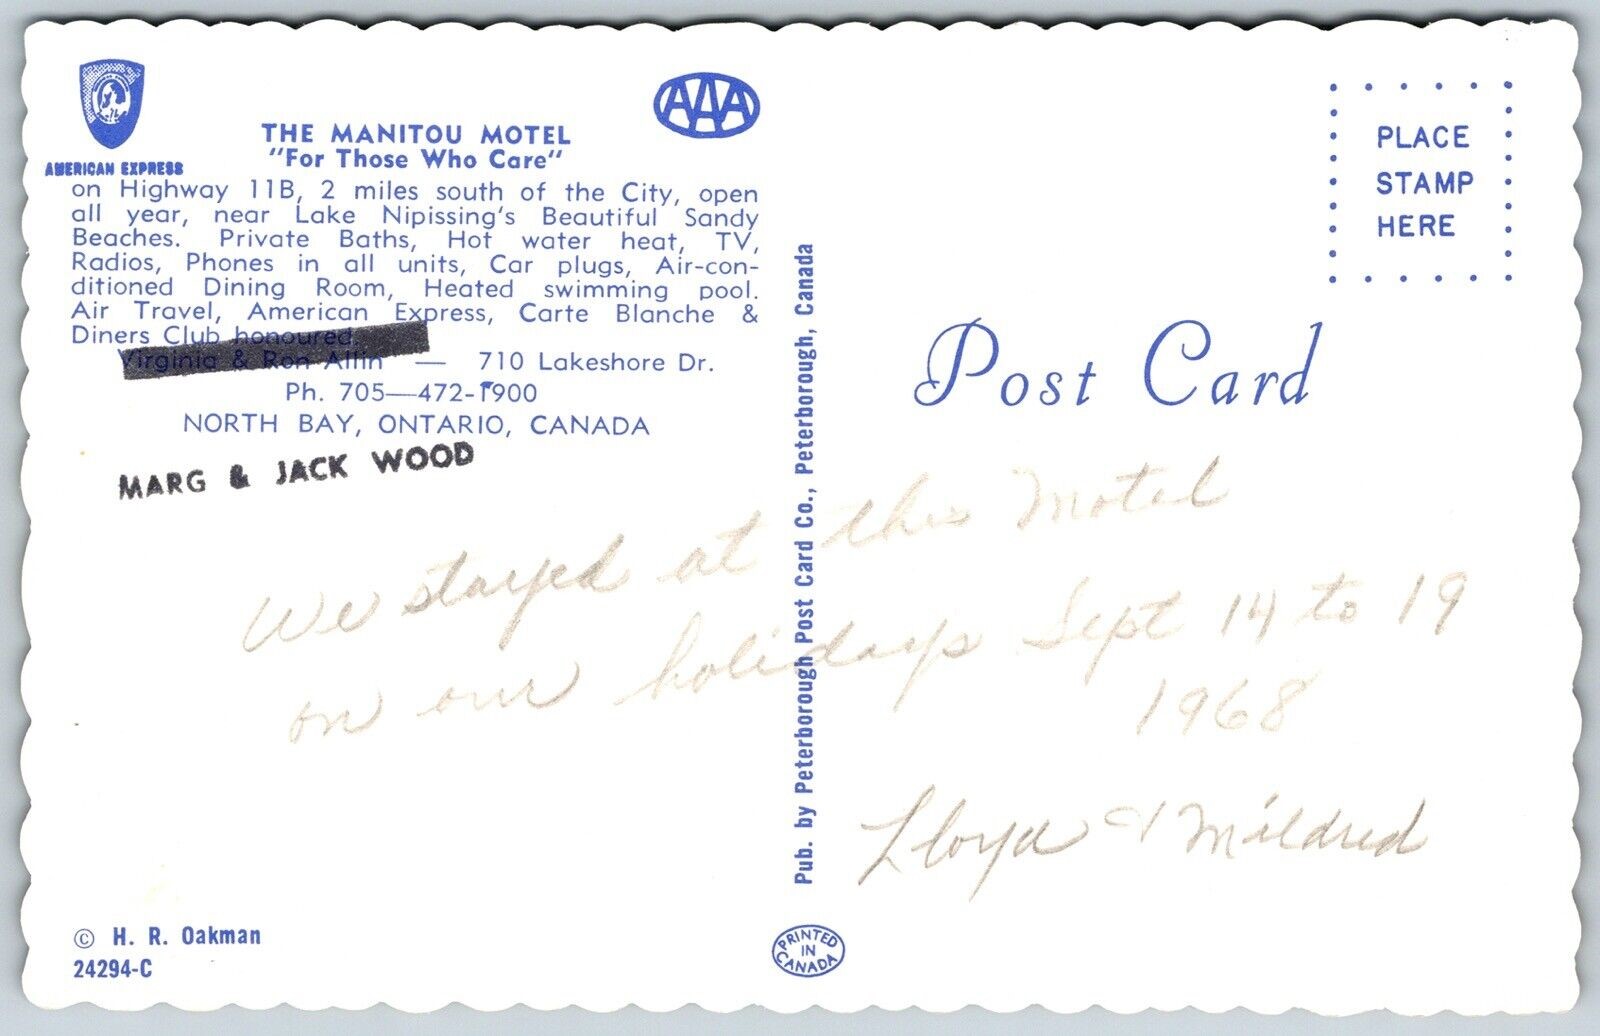 AMERICAN EXPRESS
AAA
THE MANITOU MOTEL
"For Those Who Care"
on Highway 11B, 2 miles south of the City, open
all year, near Lake Nipissing's Beautiful Sandy
Beaches. Private Baths, Hot water heat, TV,
Radios, Phones in all units, Car plugs, Air-con-
ditioned Dining Room, Heated swimming pool.
Air Travel, American Express, Carte Blanche &
Diners Club honoured.
Virginia & Ron Allin — 710 Lakeshore Dr.
Ph. 705—472-1900
NORTH BAY, ONTARIO, CANADA
MARG & JACK WOOD
© H. R. Oakman
24294-C
Pub. by Peterborough Post Card Co., Peterborough, Canada
PRINTED
IN
CANADA
PLACE
STAMP
HERE
Post Card
We stayed at this Motel
on our holidays Sept 14 to 19
1968
Lloyd & Mildred